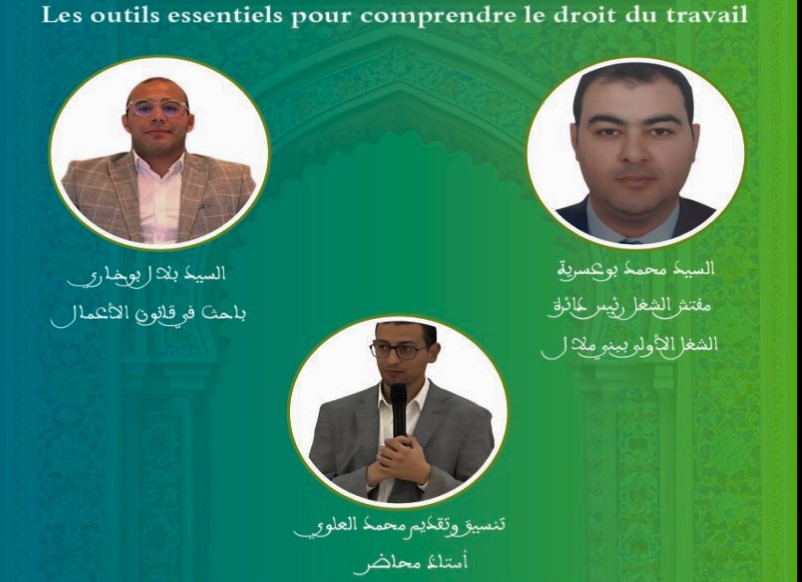 Les outils essentiels pour comprendre le droit du travail
السيد بلال بوخاري
باحث في قانون الأعمال
السيد محمد بوعسرية
مفتش الشغل رئيس دائرة
الشغل الأولى ببني ملال
تنسيق وتقديم محمد العلوي
أستاذ محاضر